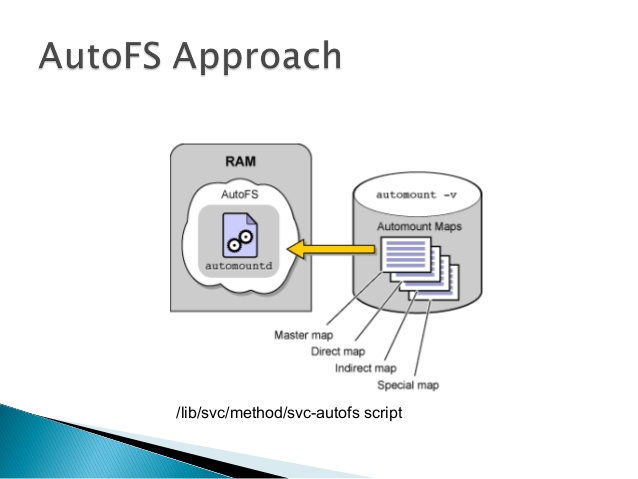 AutoFS Approach
RAM
AutoFS
automountd
automount -v
Automount Maps
Master map
Direct map
Indirect map
Special map
/lib/svc/method/svc-autofs script